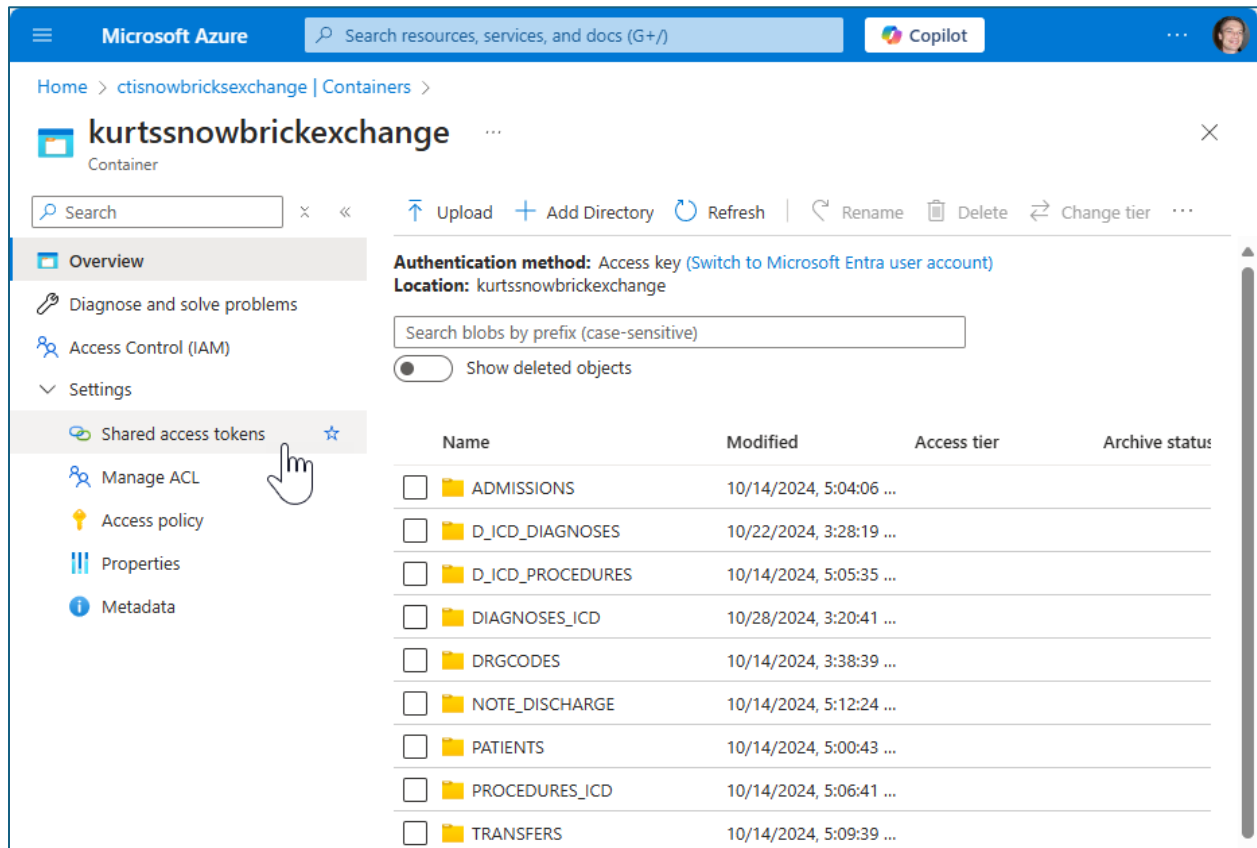 Microsoft Azure
Search resources, services, and docs (G+/)
Copilot
...
Home > ctisnowbricksexchange | Containers >
kurtssnowbrickexchange ...
Container
Search
Upload
Add Directory
Refresh
Rename
Delete
Change tier
...
Overview
Diagnose and solve problems
Access Control (IAM)
Settings
Shared access tokens
Manage ACL
Access policy
Properties
Metadata
Authentication method: Access key (Switch to Microsoft Entra user account)
Location: kurtssnowbrickexchange
Search blobs by prefix (case-sensitive)
Show deleted objects
Name Modified Access tier Archive status
ADMISSIONS 10/14/2024, 5:04:06 ...
D_ICD_DIAGNOSES 10/22/2024, 3:28:19 ...
D_ICD_PROCEDURES 10/14/2024, 5:05:35 ...
DIAGNOSES_ICD 10/28/2024, 3:20:41 ...
DRGCODES 10/14/2024, 3:38:39 ...
NOTE_DISCHARGE 10/14/2024, 5:12:24 ...
PATIENTS 10/14/2024, 5:00:43 ...
PROCEDURES_ICD 10/14/2024, 5:06:41 ...
TRANSFERS 10/14/2024, 5:09:39 ...